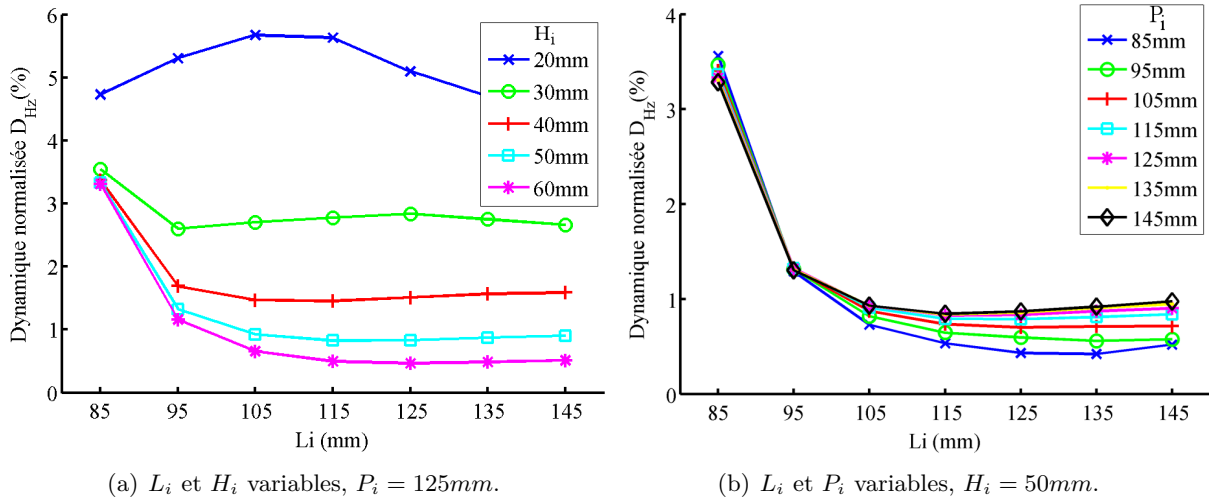 6
5
4
3
2
1
0
85 95 105 115 125 135 145
Li (mm)
Dynamique normalisée D_Hz(%)
H_i
20mm
30mm
40mm
50mm
60mm
(a) L_i et H_i variables, P_i = 125mm.
4
3
2
1
0
85 95 105 115 125 135 145
Li (mm)
Dynamique normalisée D_Hz(%)
P_i
85mm
95mm
105mm
115mm
125mm
135mm
145mm
(b) L_i et P_i variables, H_i = 50mm.